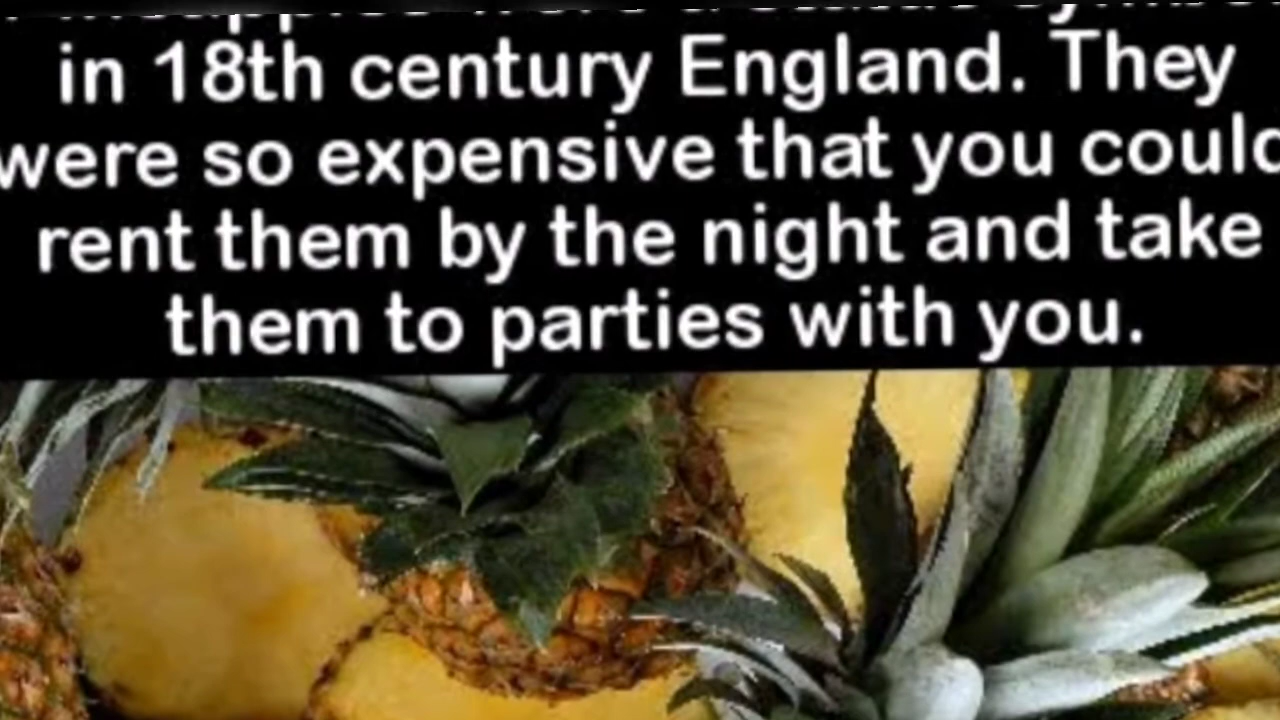 in 18th century England. They
were so expensive that you could
rent them by the night and take
them to parties with you.